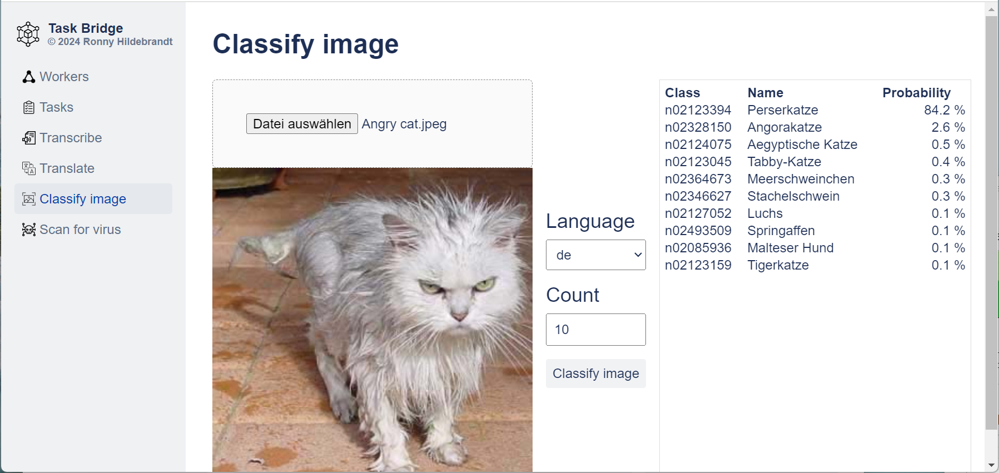 Task Bridge
© 2024 Ronny Hildebrandt
Workers
Tasks
Transcribe
Translate
Classify image
Scan for virus
Classify image
Datei auswählen Angry cat.jpeg
Language
de
Count
10
Classify image
Class Name Probability
n02123394 Perserkatze 84.2 %
n02328150 Angorakatze 2.6 %
n02124075 Aegyptische Katze 0.5 %
n02123045 Tabby-Katze 0.4 %
n02364673 Meerschweinchen 0.3 %
n02346627 Stachelschwein 0.3 %
n02127052 Luchs 0.1 %
n02493509 Springaffen 0.1 %
n02085936 Malteser Hund 0.1 %
n02123159 Tigerkatze 0.1 %